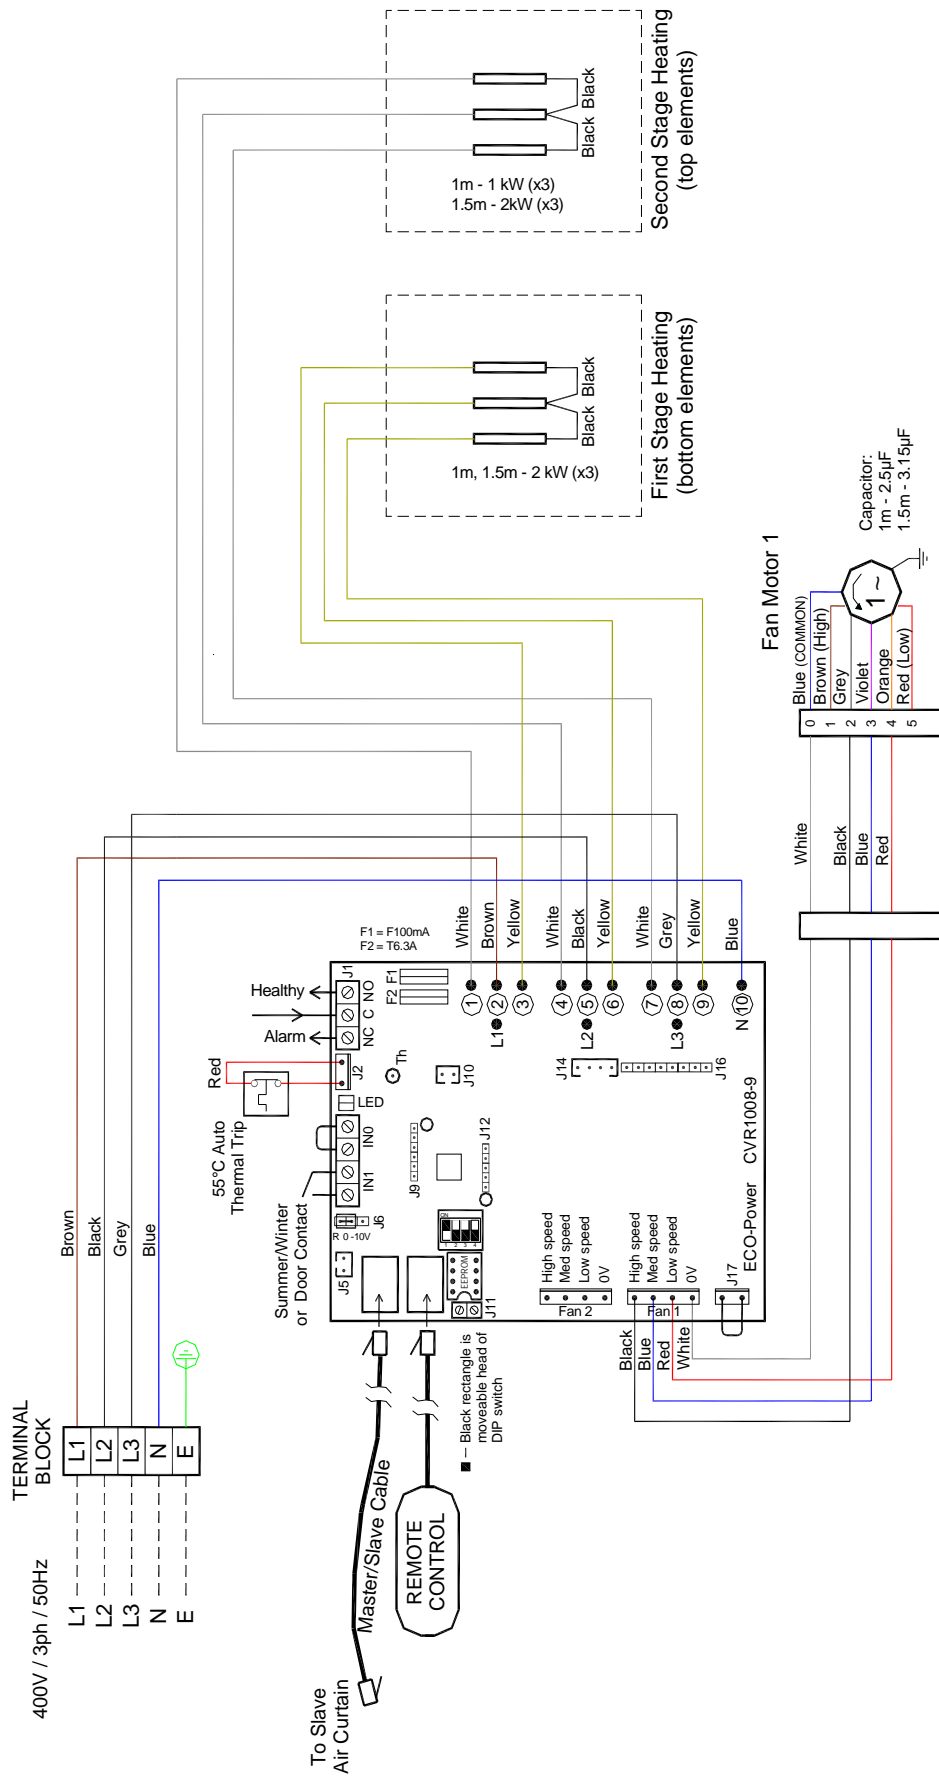 TERMINAL
BLOCK
400V / 3ph / 50Hz
L1
L2
L3
N
E
L1
L2
L3
N
E
Brown
Black
Grey
Blue
To Slave
Air Curtain
Master/Slave Cable
REMOTE
CONTROL
■ – Black rectangle is
moveable head of
DIP switch
Summer/Winter
or Door Contact
55°C Auto
Thermal Trip
Red
Alarm
Healthy
F1 = F100mA
F2 = T6.3A
J5
R 0-10V
J6
IN1
IN0
LED
J2
NC
C
NO
J1
F2
F1
Th
J10
J9
J12
ON
1 2 3 4
EEPROM
J11
J14
J16
High speed
Med speed
Low speed
0V
Fan 2
High speed
Med speed
Low speed
0V
Fan 1
J17
ECO-Power CVR1008-9
1
L1
2
3
4
L2
5
6
7
L3
8
9
N
10
White
Brown
Yellow
White
Black
Yellow
White
Grey
Yellow
Blue
Black
Blue
Red
White
White
Black
Blue
Red
0
1
2
3
4
5
Blue (COMMON)
Brown (High)
Grey
Violet
Orange
Red (Low)
Fan Motor 1
1~
Capacitor:
1m - 2.5µF
1.5m - 3.15µF
1m, 1.5m - 2 kW (x3)
Black
Black
First Stage Heating
(bottom elements)
1m - 1 kW (x3)
1.5m - 2kW (x3)
Black
Black
Second Stage Heating
(top elements)